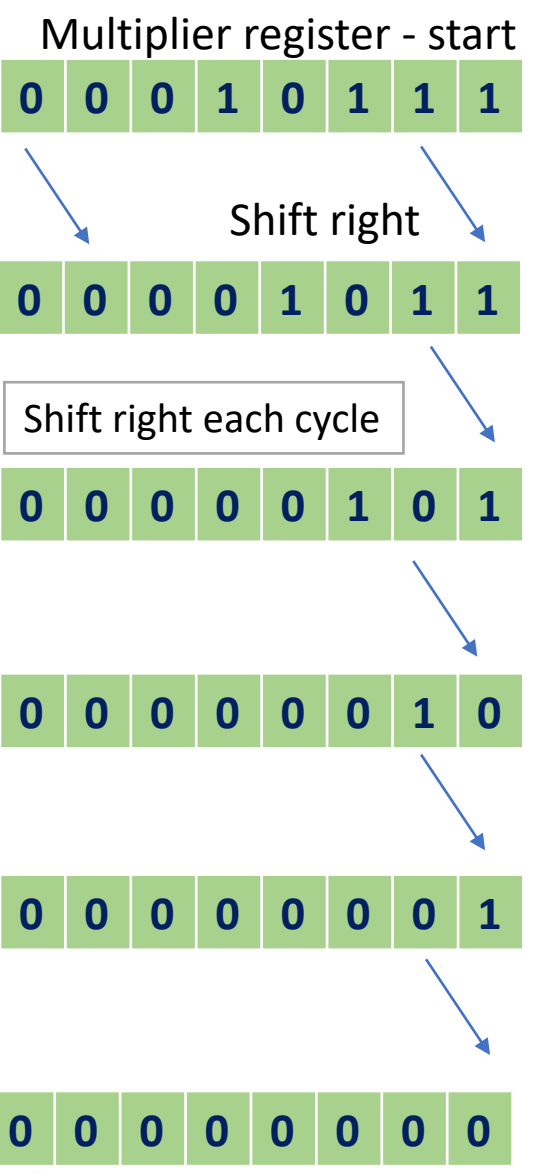 Multiplier register - start
0 0 0 1 0 1 1 1
Shift right
0 0 0 0 1 0 1 1
Shift right each cycle
0 0 0 0 0 1 0 1
0 0 0 0 0 0 1 0
0 0 0 0 0 0 0 1
0 0 0 0 0 0 0 0